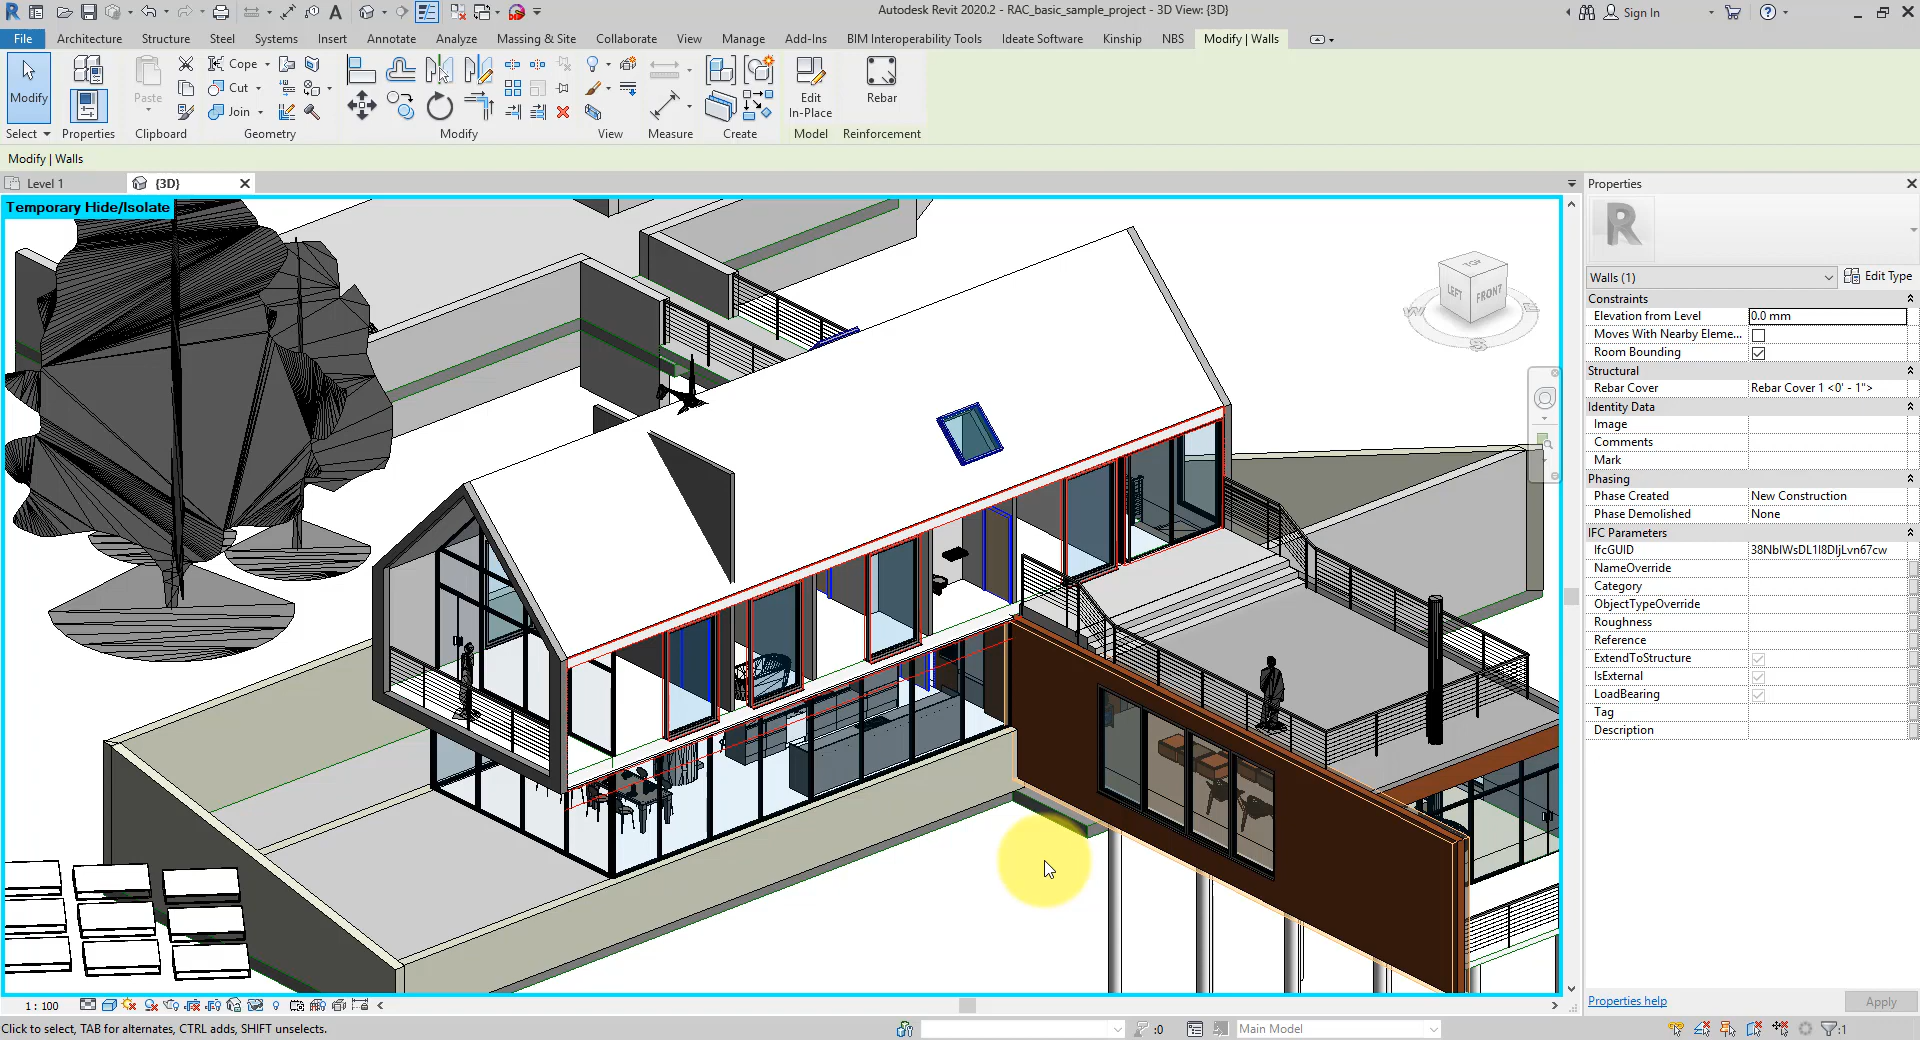 Autodesk Revit 2020.2 - RAC_basic_sample_project - 3D View: {3D}
Sign In
File Architecture Structure Steel Systems Insert Annotate Analyze Massing & Site Collaborate View Manage Add-Ins BIM Interoperability Tools Ideate Software Kinship NBS Modify | Walls
Modify
Paste
Cope
Cut
Join
Edit
In-Place
Rebar
Select Properties Clipboard Geometry Modify View Measure Create Model Reinforcement
Modify | Walls
Level 1
{3D}
Temporary Hide/Isolate
TOP
LEFT
FRONT
W
E
S
Properties
R
Walls (1)
Edit Type
Constraints
Elevation from Level 0.0 mm
Moves With Nearby Eleme...
Room Bounding
Structural
Rebar Cover Rebar Cover 1 <0' - 1">
Identity Data
Image
Comments
Mark
Phasing
Phase Created New Construction
Phase Demolished None
IFC Parameters
IfcGUID 38NblWsDL1I8DIjLvn67cw
NameOverride
Category
ObjectTypeOverride
Roughness
Reference
ExtendToStructure
IsExternal
LoadBearing
Tag
Description
Properties help
Apply
1 : 100
Click to select, TAB for alternates, CTRL adds, SHIFT unselects.
:0
Main Model
:1